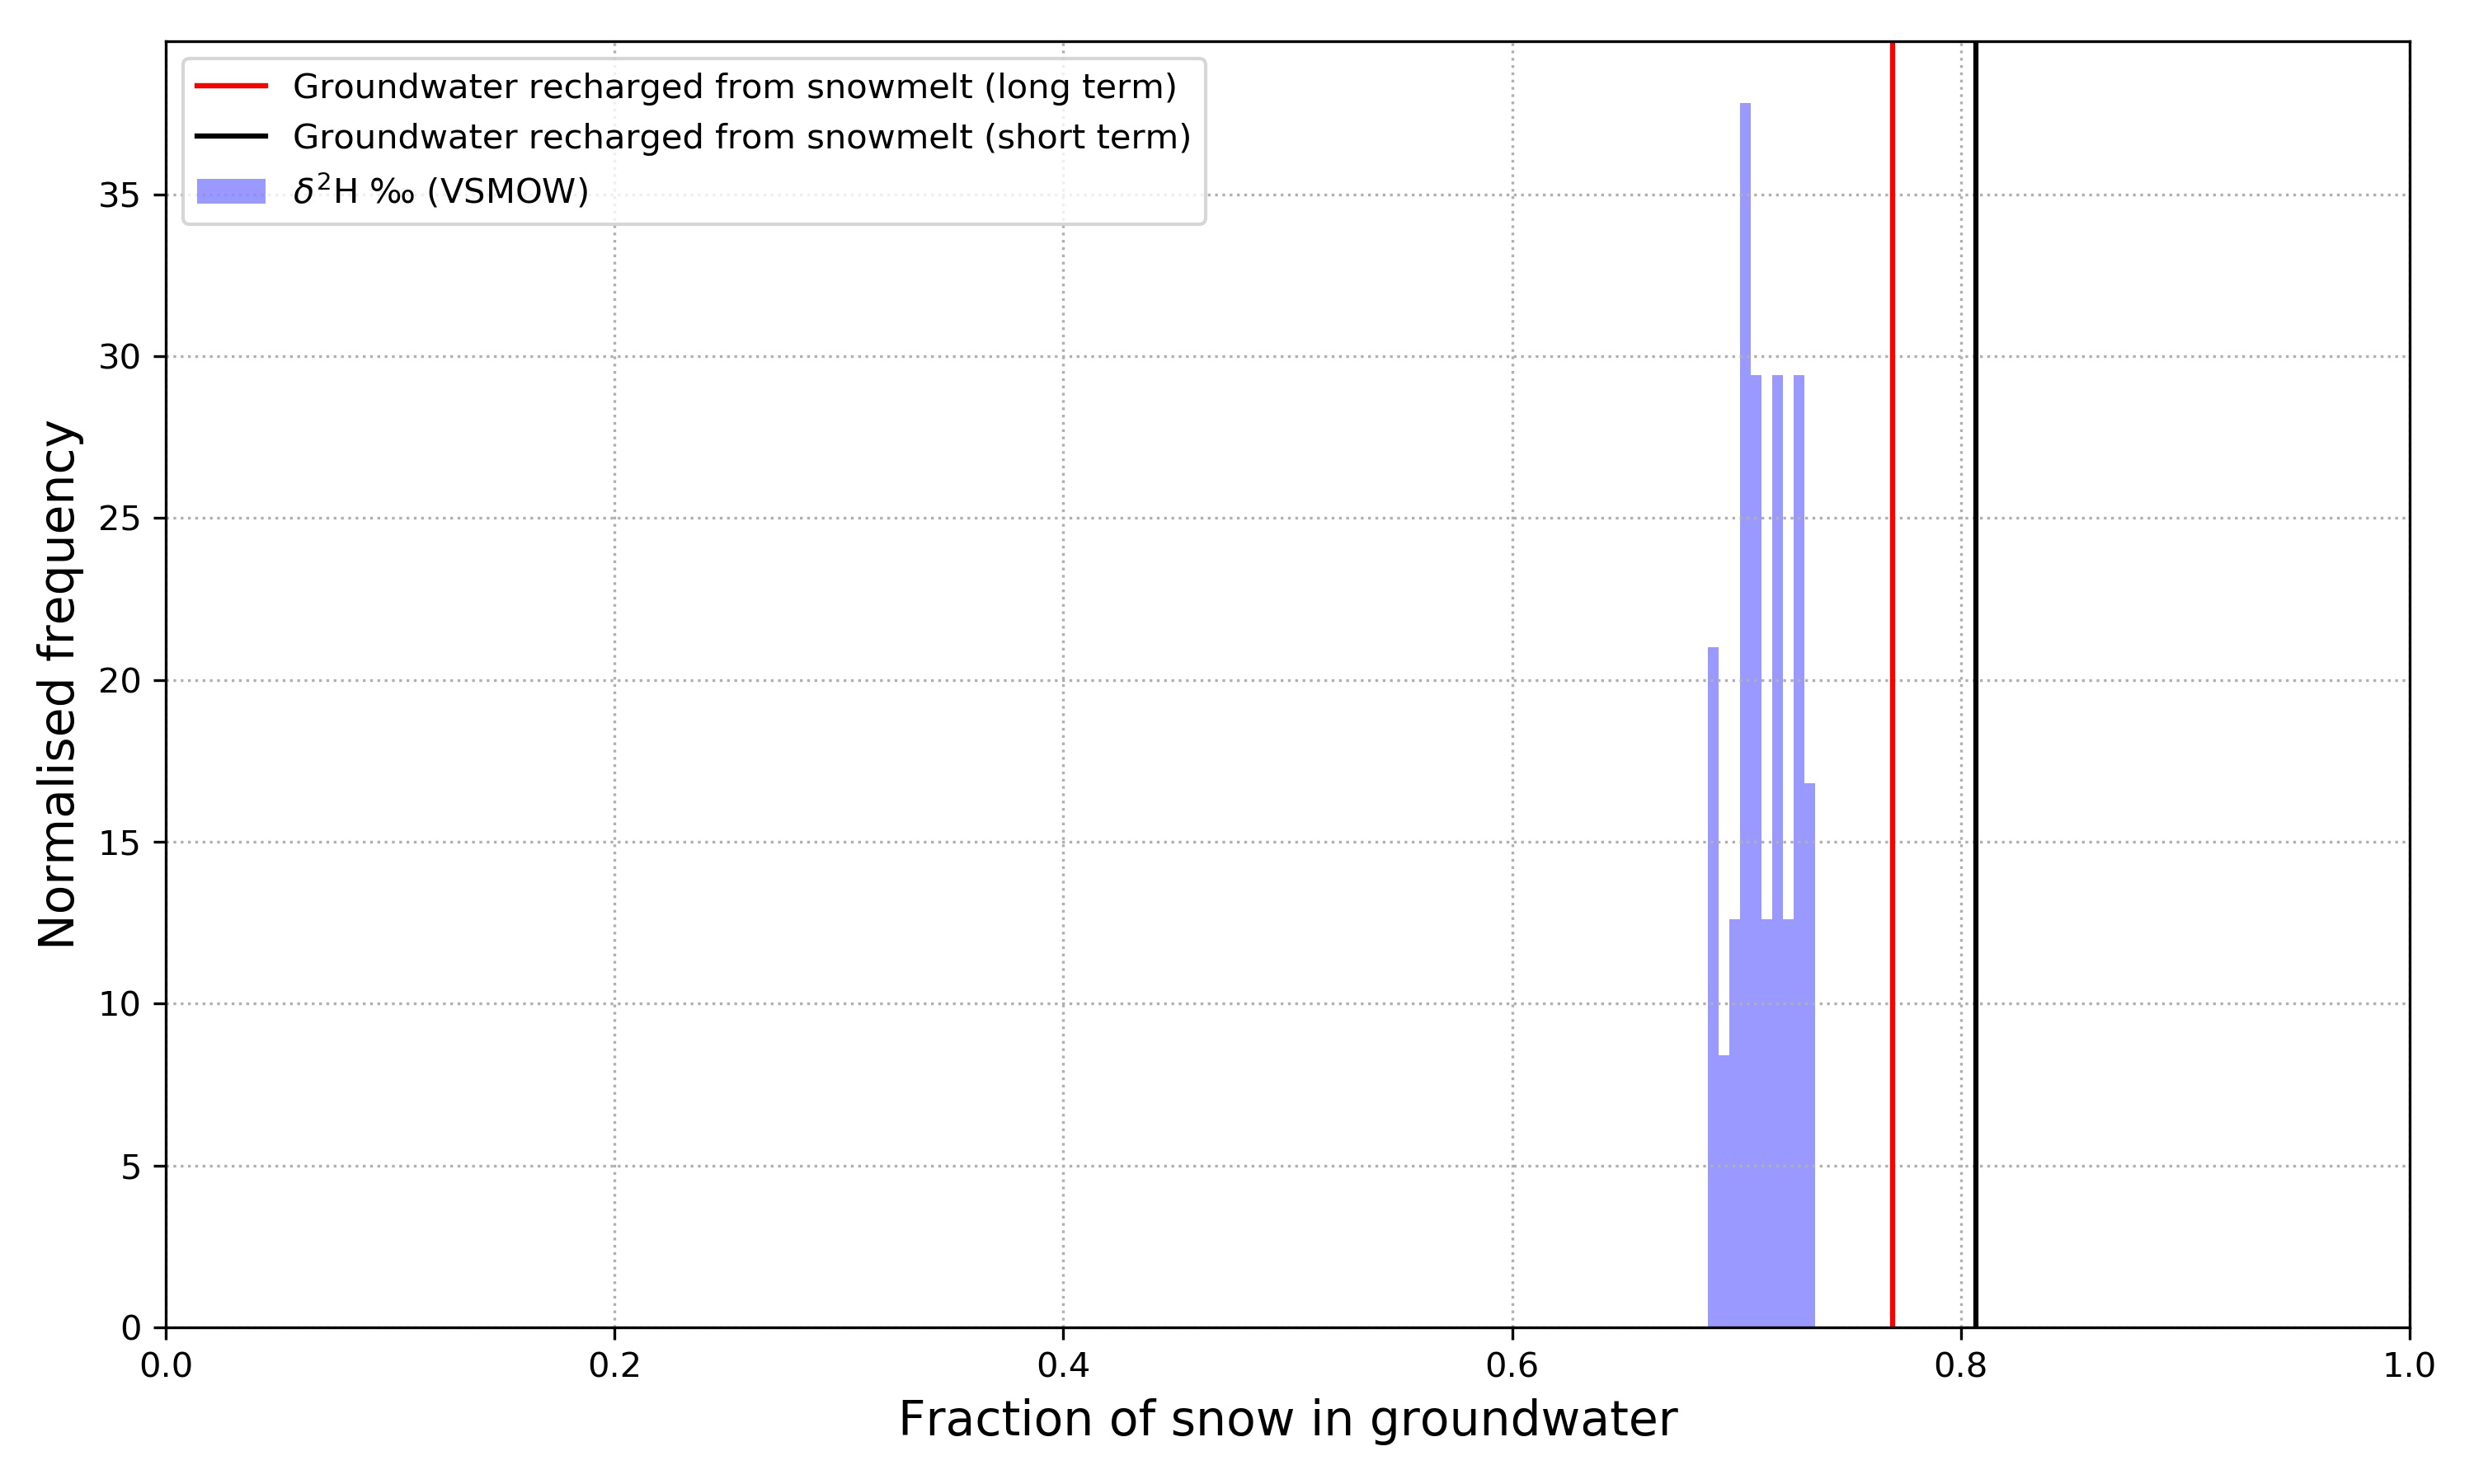 Groundwater recharged from snowmelt (long term)
Groundwater recharged from snowmelt (short term)
δ²H ‰ (VSMOW)
35
30
25
20
15
10
5
0
Normalised frequency
0.0 0.2 0.4 0.6 0.8 1.0
Fraction of snow in groundwater